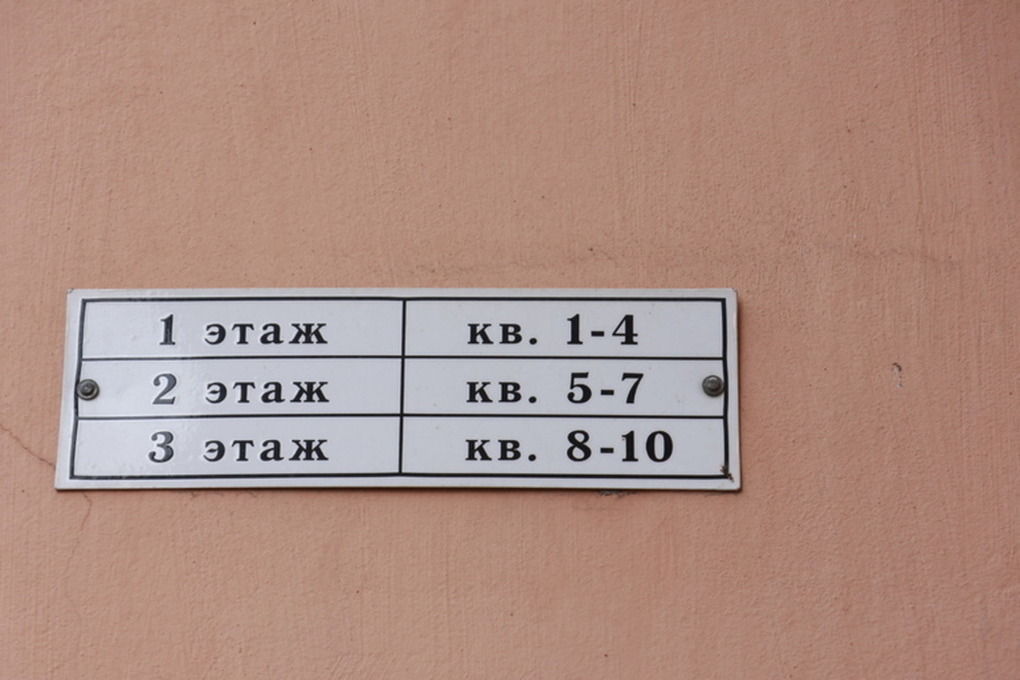 1 этаж кв. 1-4
2 этаж кв. 5-7
3 этаж кв. 8-10